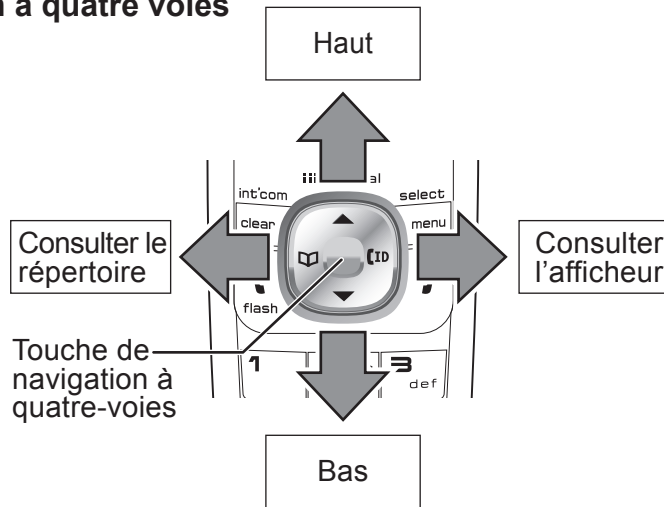 à quatre voies
Haut
int'com
select
clear
menu
Consulter le
répertoire
ID
Consulter
l'afficheur
flash
Touche de
navigation à
quatre-voies
1
3
def
Bas